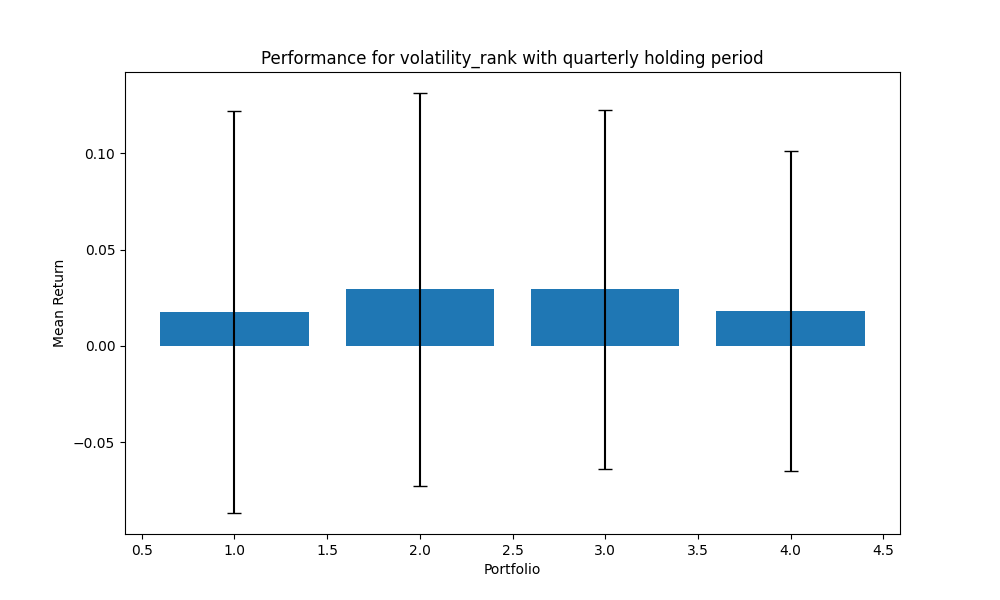 Performance for volatility_rank with quarterly holding period
Mean Return
0.10
0.05
0.00
−0.05
0.5 1.0 1.5 2.0 2.5 3.0 3.5 4.0 4.5
Portfolio